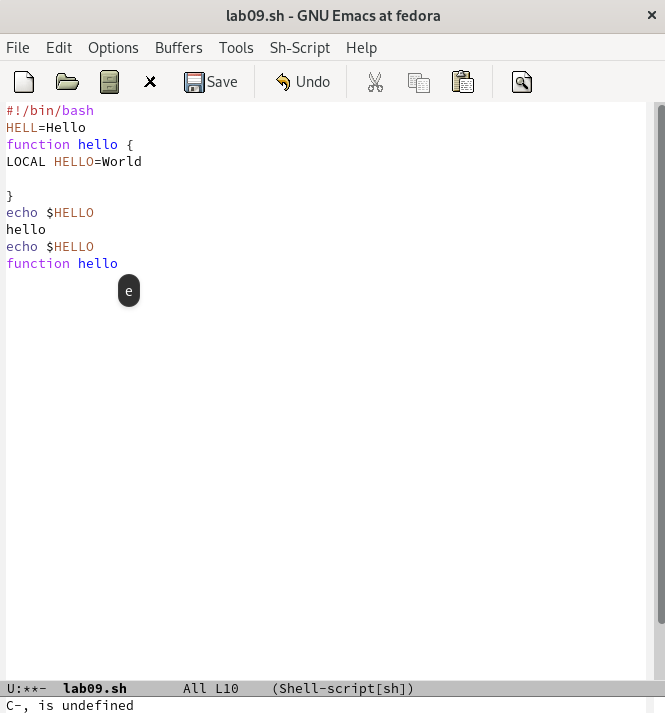 lab09.sh - GNU Emacs at fedora
File Edit Options Buffers Tools Sh-Script Help
Save Undo
#!/bin/bash
HELL=Hello
function hello {
LOCAL HELLO=World
}
echo $HELLO
hello
echo $HELLO
function hello
e
U:**- lab09.sh All L10 (Shell-script[sh])
C-, is undefined